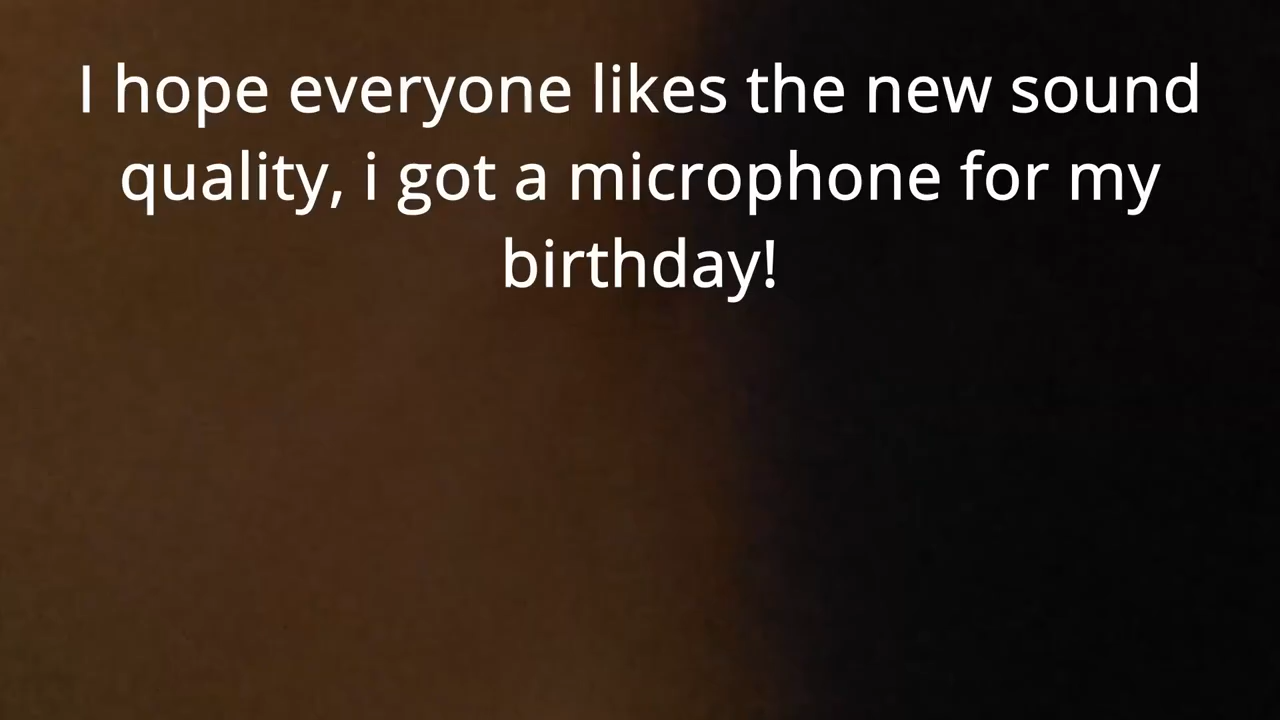 I hope everyone likes the new sound
quality, i got a microphone for my
birthday!